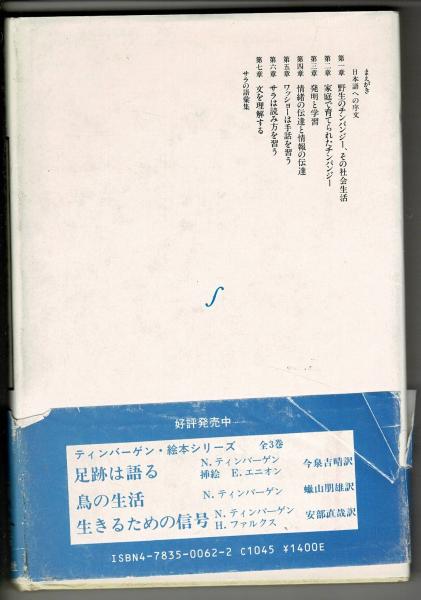 まえがき
日本語への序文
第一章 野生のチンパンジー、その社会生活
第二章 家庭で育てられたチンパンジー
第三章 発明と学習
第四章 情緒の伝達と情報の伝達
第五章 ワッショーは手話を習う
第六章 サラは読み方を習う
第七章 文を理解する
サラの語彙集
好評発売中
ティンバーゲン・絵本シリーズ 全3巻
足跡は語る N.ティンバーゲン 挿絵 E.エニオン 今泉吉晴訳
鳥の生活 N.ティンバーゲン 蠟山朋雄訳
生きるための信号 N.ティンバーゲン H.ファルクス 安部直哉訳
ISBN4-7835-0062-2 C1045 ¥1400E